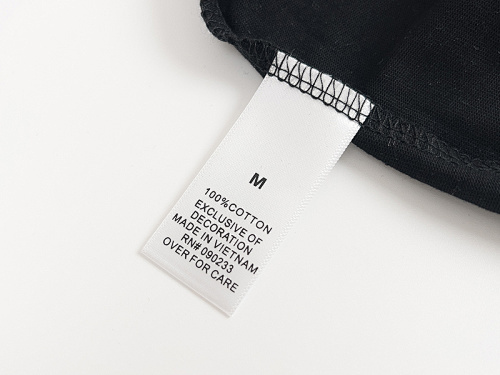 M
100%COTTON
EXCLUSIVE OF
DECORATION
MADE IN VIETNAM
RN# 090233
OVER FOR CARE